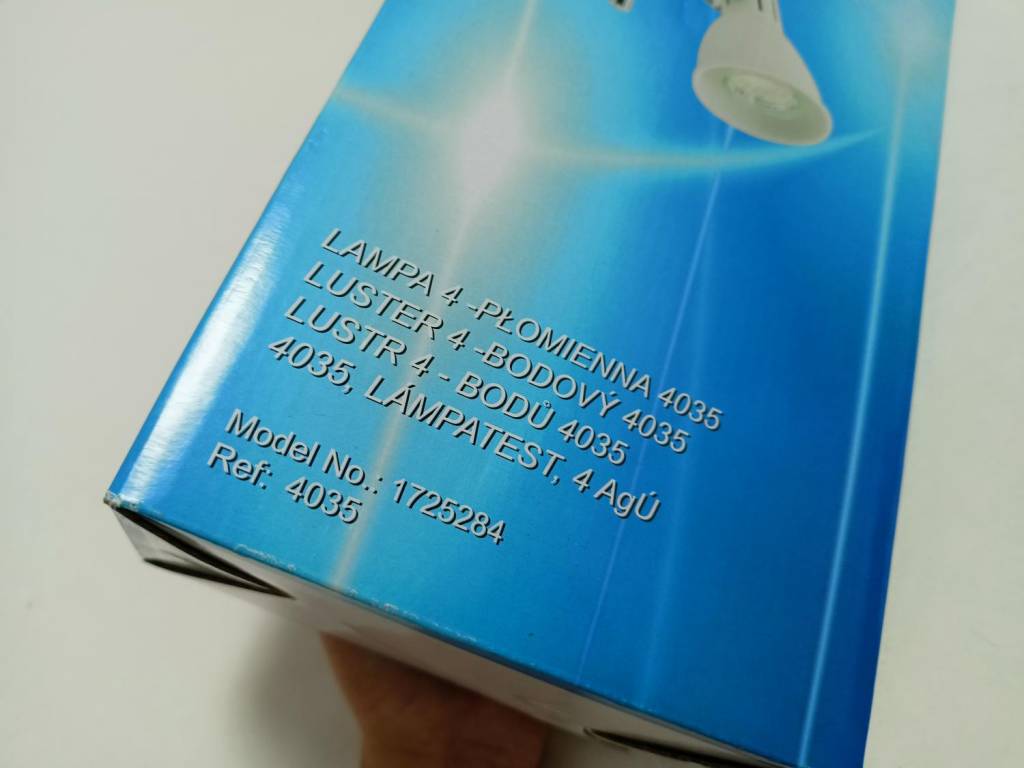 LAMPA 4 -PŁOMIENNA 4035
LUSTER 4 -BODOVÝ 4035
LUSTR 4 - BODŮ 4035
4035, LÁMPATEST, 4 AgÚ
Model No.: 1725284
Ref: 4035